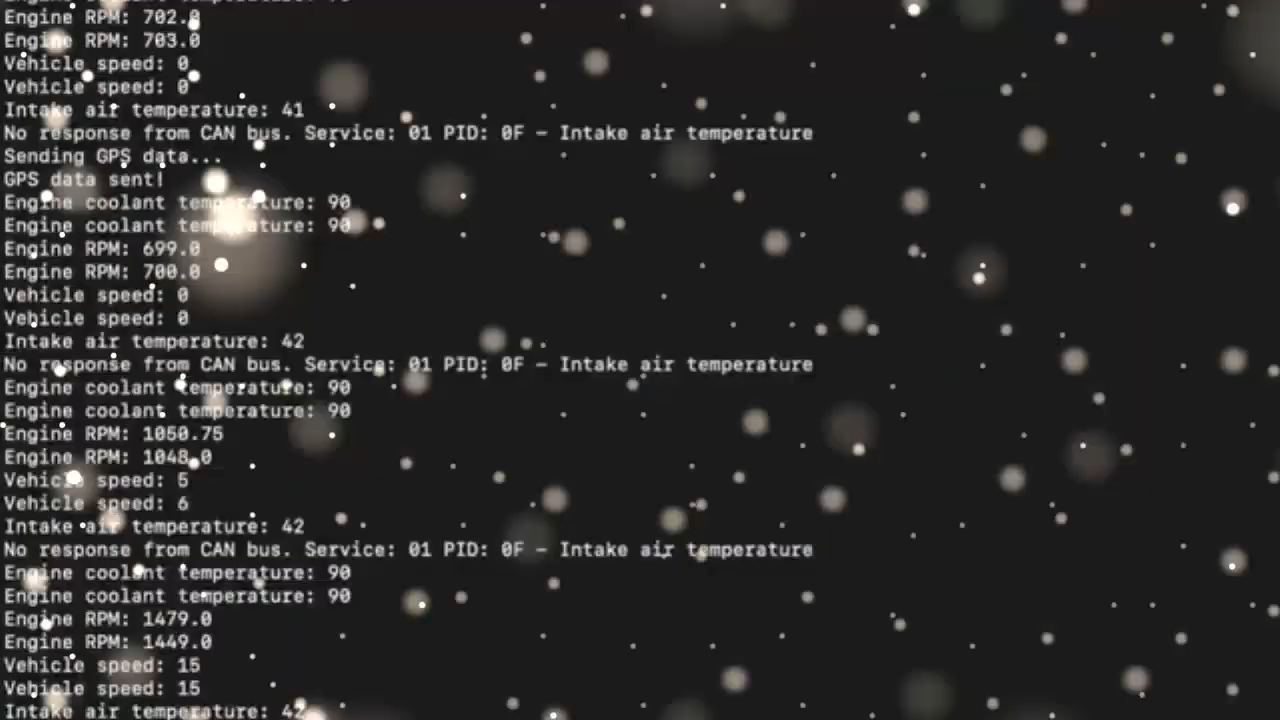 Engine RPM: 702.8
Engine RPM: 703.0
Vehicle speed: 0
Vehicle speed: 0
Intake air temperature: 41
No response from CAN bus. Service: 01 PID: 0F - Intake air temperature
Sending GPS data...
GPS data sent!
Engine coolant temperature: 90
Engine coolant temperature: 90
Engine RPM: 699.0
Engine RPM: 700.0
Vehicle speed: 0
Vehicle speed: 0
Intake air temperature: 42
No response from CAN bus. Service: 01 PID: 0F - Intake air temperature
Engine coolant temperature: 90
Engine coolant temperature: 90
Engine RPM: 1050.75
Engine RPM: 1048.0
Vehicle speed: 5
Vehicle speed: 6
Intake air temperature: 42
No response from CAN bus. Service: 01 PID: 0F - Intake air temperature
Engine coolant temperature: 90
Engine coolant temperature: 90
Engine RPM: 1479.0
Engine RPM: 1449.0
Vehicle speed: 15
Vehicle speed: 15
Intake air temperature: 42